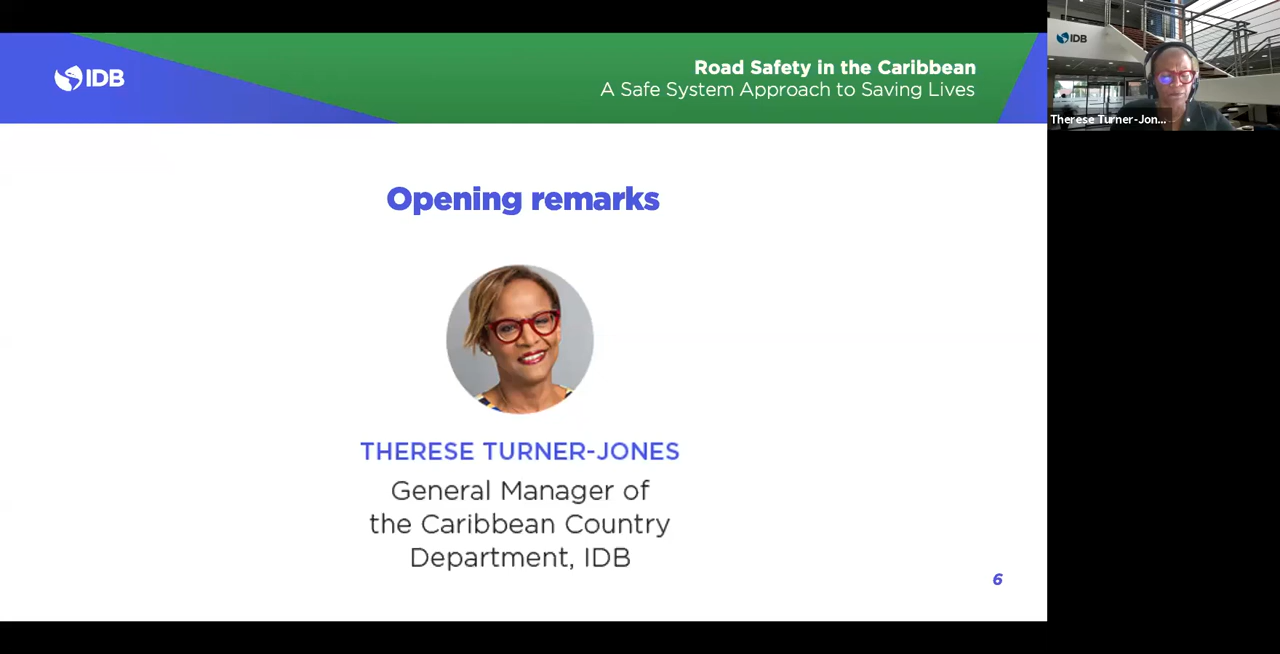 IDB
Road Safety in the Caribbean
A Safe System Approach to Saving Lives
IDB
Therese Turner-Jon...
Opening remarks
THERESE TURNER-JONES
General Manager of
the Caribbean Country
Department, IDB
6